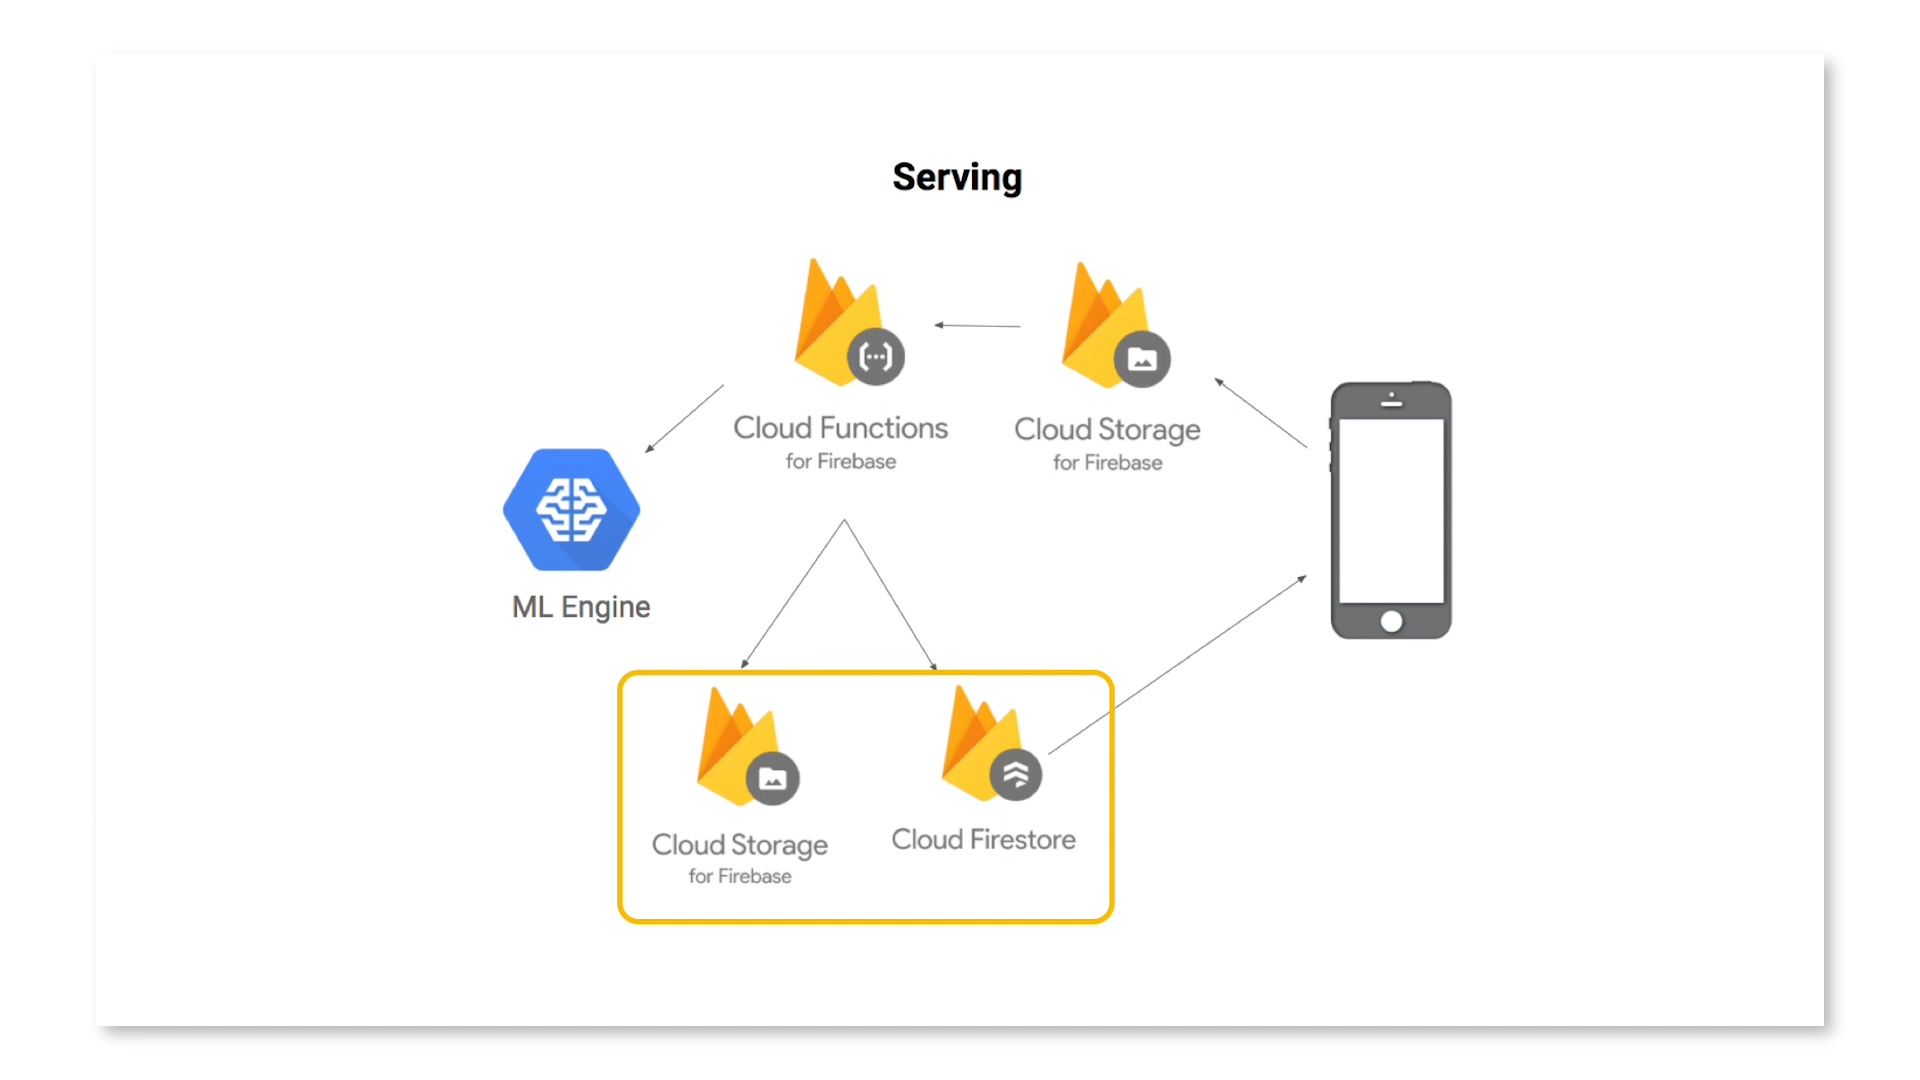 Serving
Cloud Functions
for Firebase
Cloud Storage
for Firebase
ML Engine
Cloud Storage
for Firebase
Cloud Firestore